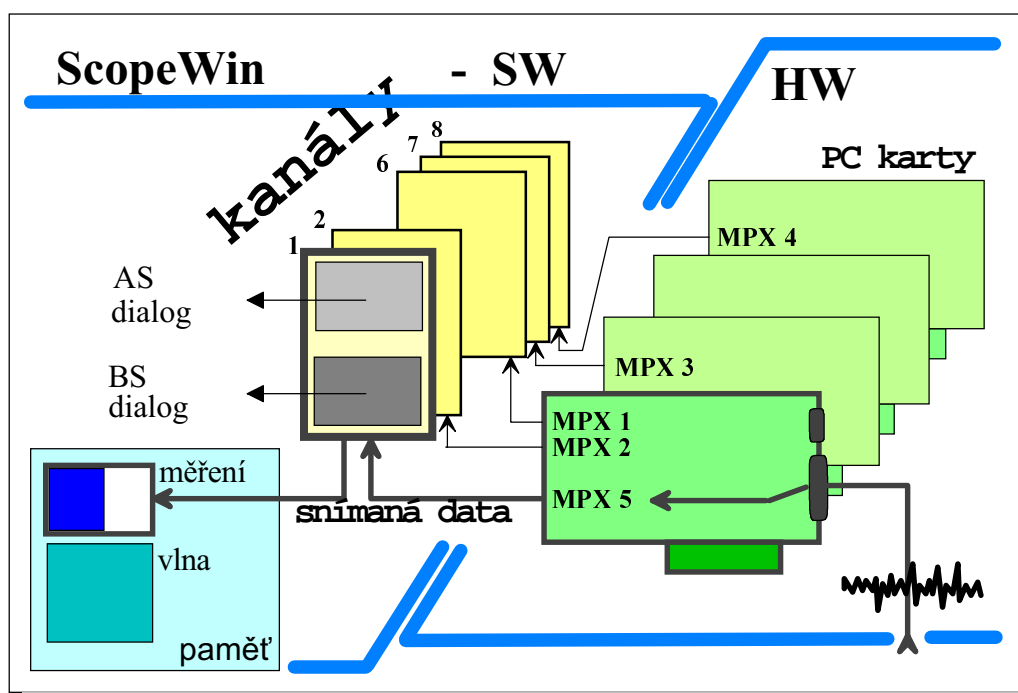 ScopeWin - SW
HW
kanály
PC karty
8
7
6
2
1
MPX 4
AS
dialog
MPX 3
BS
dialog
MPX 1
MPX 2
měření
MPX 5
snímaná data
vlna
paměť